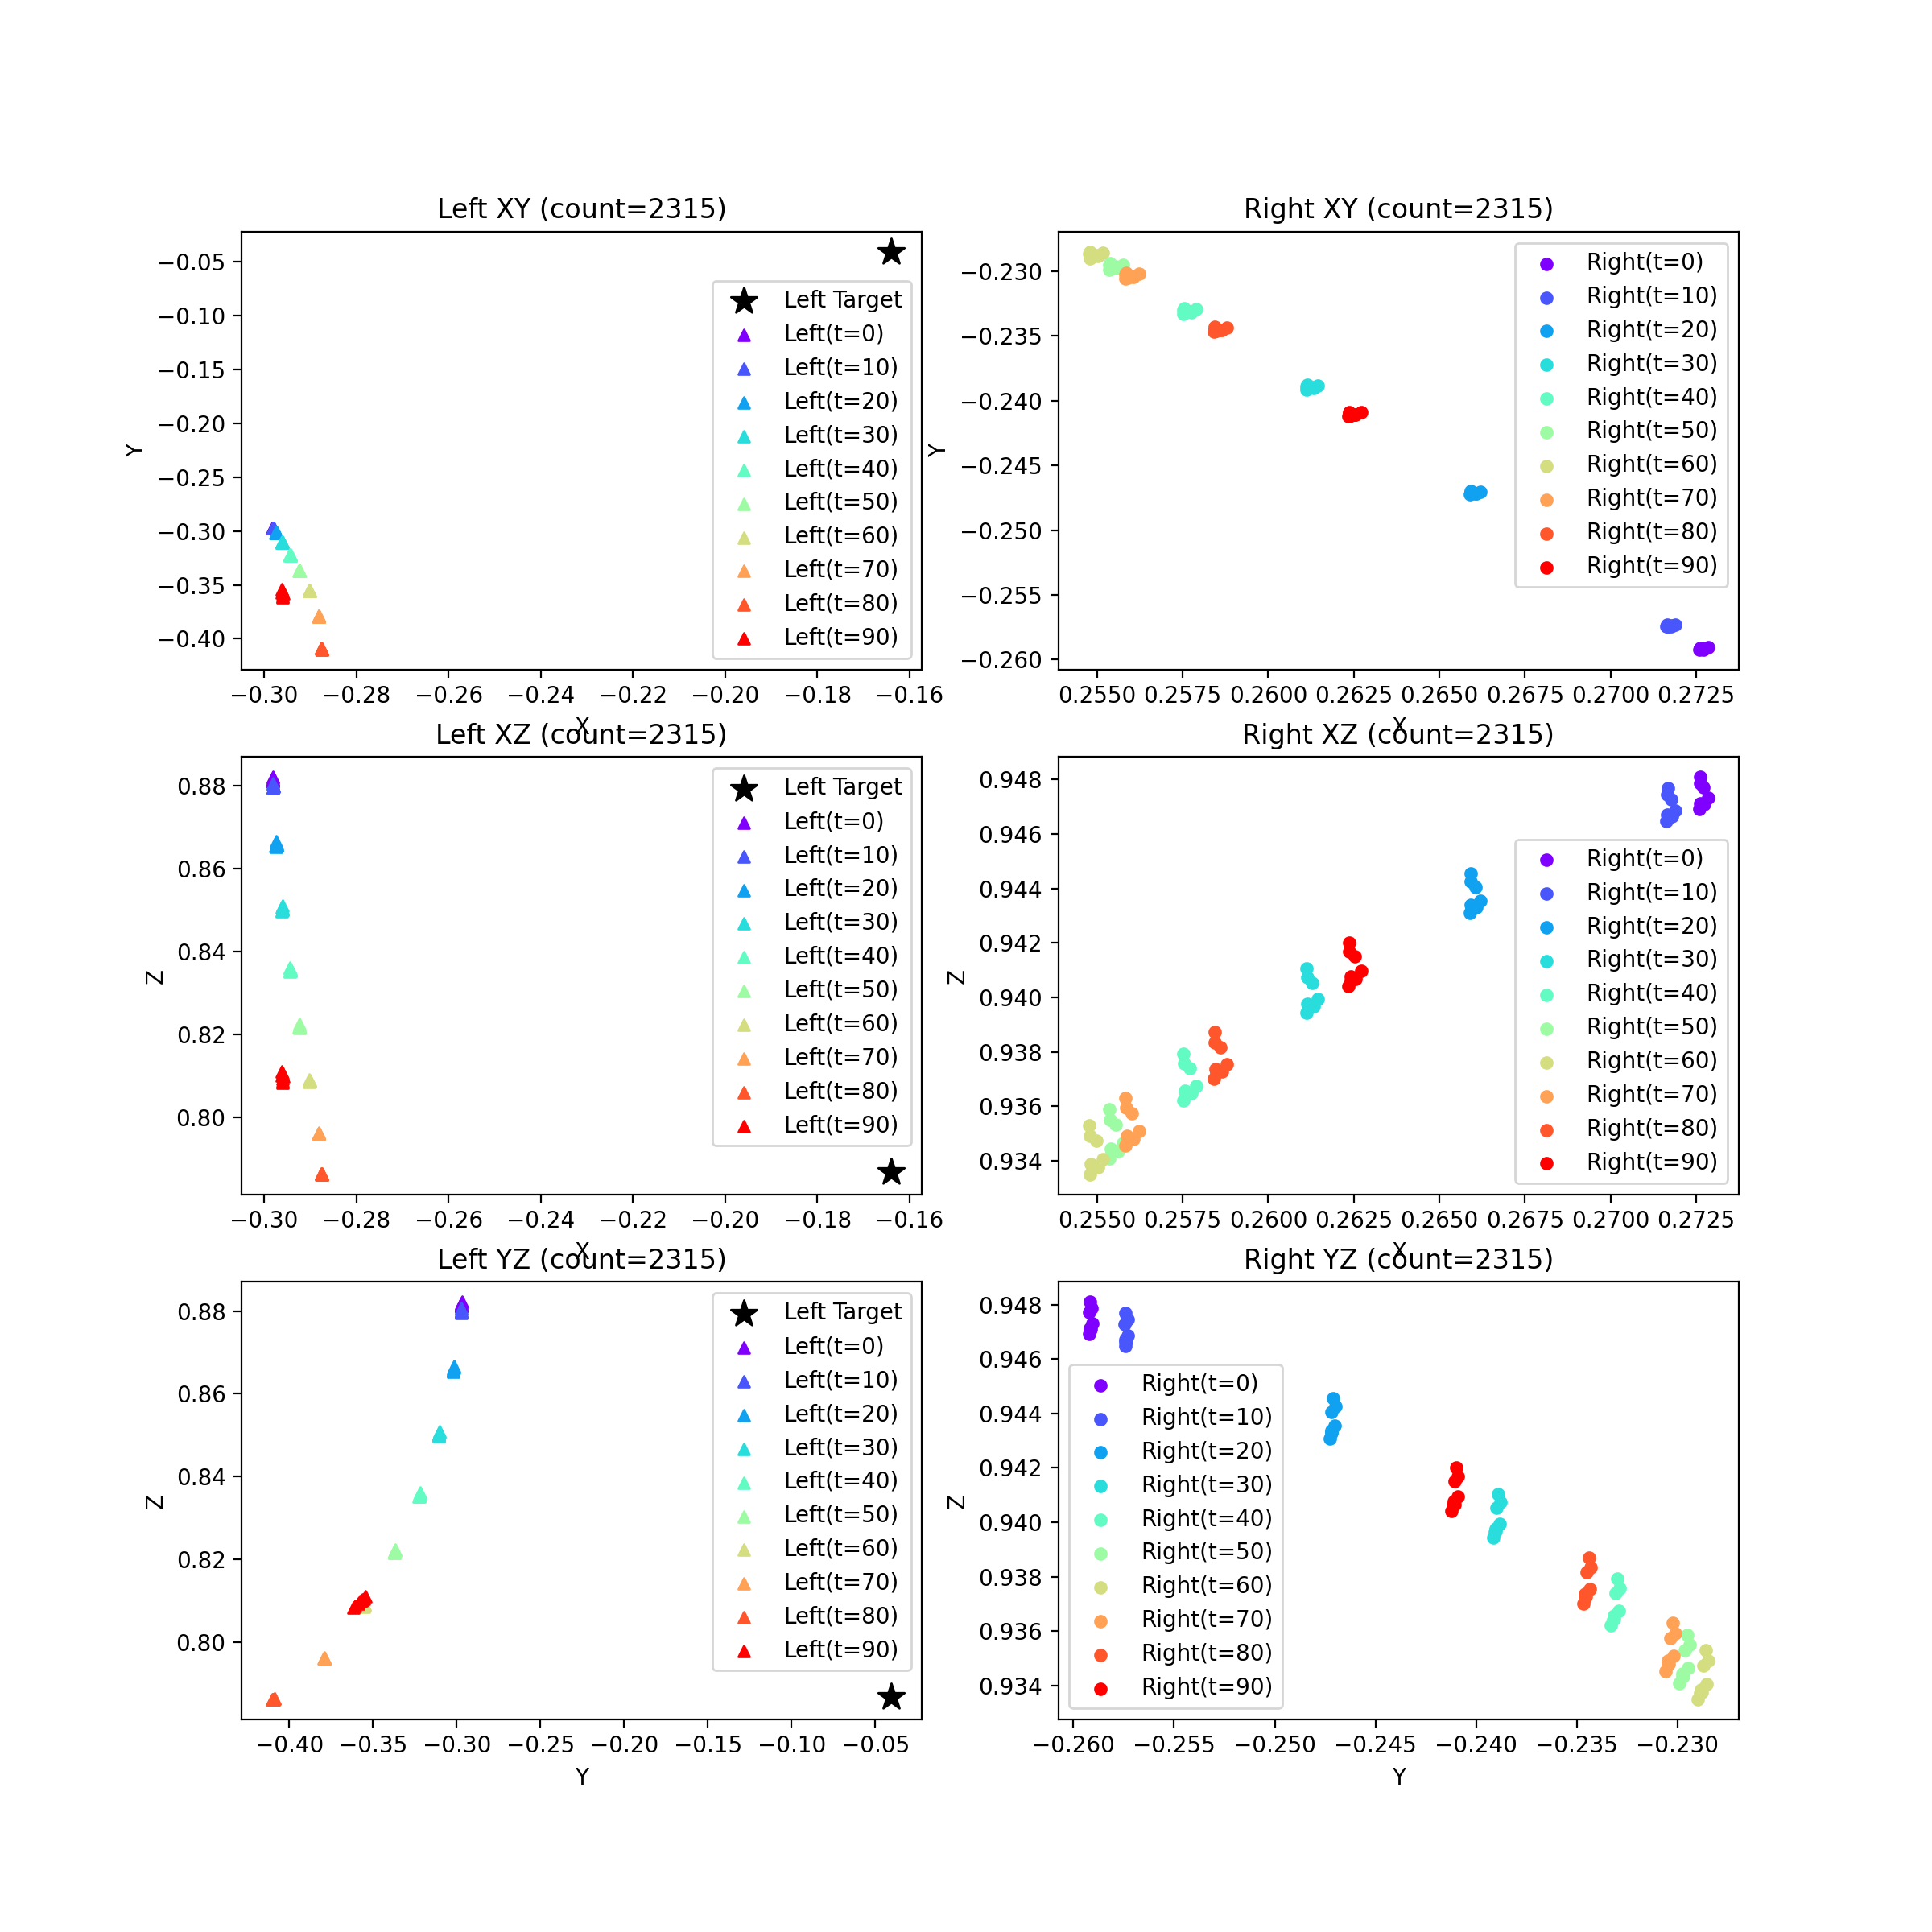 Left XY (count=2315)
−0.05
−0.10
−0.15
−0.20
−0.25
−0.30
−0.35
−0.40
Y
Left Target
Left(t=0)
Left(t=10)
Left(t=20)
Left(t=30)
Left(t=40)
Left(t=50)
Left(t=60)
Left(t=70)
Left(t=80)
Left(t=90)
−0.30 −0.28 −0.26 −0.24 −0.22 −0.20 −0.18 −0.16
X
Right XY (count=2315)
−0.230
−0.235
−0.240
−0.245
−0.250
−0.255
−0.260
Y
Right(t=0)
Right(t=10)
Right(t=20)
Right(t=30)
Right(t=40)
Right(t=50)
Right(t=60)
Right(t=70)
Right(t=80)
Right(t=90)
0.2550 0.2575 0.2600 0.2625 0.2650 0.2675 0.2700 0.2725
X
Left XZ (count=2315)
0.88
0.86
0.84
0.82
0.80
Z
Left Target
Left(t=0)
Left(t=10)
Left(t=20)
Left(t=30)
Left(t=40)
Left(t=50)
Left(t=60)
Left(t=70)
Left(t=80)
Left(t=90)
−0.30 −0.28 −0.26 −0.24 −0.22 −0.20 −0.18 −0.16
X
Right XZ (count=2315)
0.948
0.946
0.944
0.942
0.940
0.938
0.936
0.934
Z
Right(t=0)
Right(t=10)
Right(t=20)
Right(t=30)
Right(t=40)
Right(t=50)
Right(t=60)
Right(t=70)
Right(t=80)
Right(t=90)
0.2550 0.2575 0.2600 0.2625 0.2650 0.2675 0.2700 0.2725
X
Left YZ (count=2315)
0.88
0.86
0.84
0.82
0.80
Z
Left Target
Left(t=0)
Left(t=10)
Left(t=20)
Left(t=30)
Left(t=40)
Left(t=50)
Left(t=60)
Left(t=70)
Left(t=80)
Left(t=90)
−0.40 −0.35 −0.30 −0.25 −0.20 −0.15 −0.10 −0.05
Y
Right YZ (count=2315)
0.948
0.946
0.944
0.942
0.940
0.938
0.936
0.934
Z
Right(t=0)
Right(t=10)
Right(t=20)
Right(t=30)
Right(t=40)
Right(t=50)
Right(t=60)
Right(t=70)
Right(t=80)
Right(t=90)
−0.260 −0.255 −0.250 −0.245 −0.240 −0.235 −0.230
Y